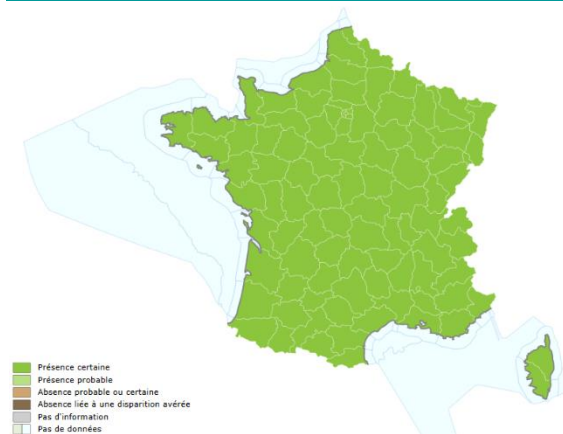 Présence certaine
Présence probable
Absence probable ou certaine
Absence liée à une disparition avérée
Pas d'information
Pas de données